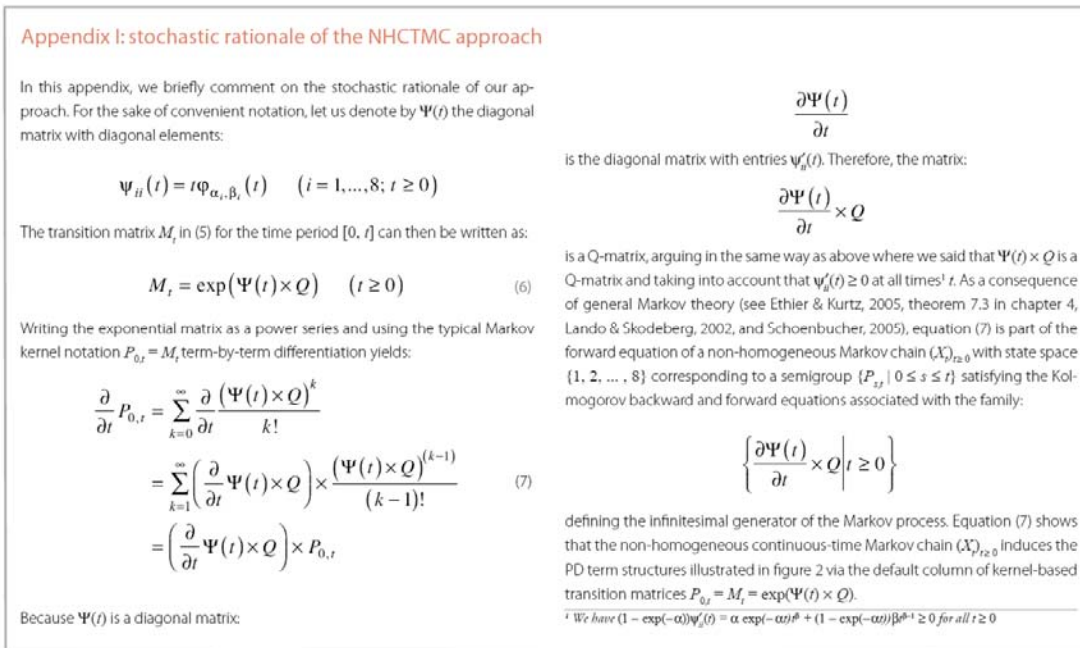 Appendix I: stochastic rationale of the NHCTMC approach
In this appendix, we briefly comment on the stochastic rationale of our ap-
proach. For the sake of convenient notation, let us denote by Ψ(t) the diagonal
matrix with diagonal elements:
ψ_ii(t) = tφ_{α_i,β_i}(t) (i = 1,...,8; t ≥ 0)
The transition matrix M_t in (5) for the time period [0, t] can then be written as:
M_t = exp(Ψ(t)×Q) (t ≥ 0) (6)
Writing the exponential matrix as a power series and using the typical Markov
kernel notation P_{0,t} = M_t term-by-term differentiation yields:
∂/∂t P_{0,t} = Σ_{k=0}^{∞} ∂/∂t (Ψ(t)×Q)^k / k!
= Σ_{k=1}^{∞} (∂/∂t Ψ(t)×Q) × (Ψ(t)×Q)^{(k−1)} / (k−1)! (7)
= (∂/∂t Ψ(t)×Q) × P_{0,t}
Because Ψ(t) is a diagonal matrix:
∂Ψ(t)/∂t
is the diagonal matrix with entries ψ'_ii(t). Therefore, the matrix:
∂Ψ(t)/∂t × Q
is a Q-matrix, arguing in the same way as above where we said that Ψ(t) × Q is a
Q-matrix and taking into account that ψ'_ii(t) ≥ 0 at all times¹ t. As a consequence
of general Markov theory (see Ethier & Kurtz, 2005, theorem 7.3 in chapter 4,
Lando & Skodeberg, 2002, and Schoenbucher, 2005), equation (7) is part of the
forward equation of a non-homogeneous Markov chain (X_t)_{t≥0} with state space
{1, 2, ... , 8} corresponding to a semigroup {P_{s,t} | 0 ≤ s ≤ t} satisfying the Kol-
mogorov backward and forward equations associated with the family:
{∂Ψ(t)/∂t × Q | t ≥ 0}
defining the infinitesimal generator of the Markov process. Equation (7) shows
that the non-homogeneous continuous-time Markov chain (X_t)_{t≥0} induces the
PD term structures illustrated in figure 2 via the default column of kernel-based
transition matrices P_{0,t} = M_t = exp(Ψ(t) × Q).
¹ We have (1 − exp(−α))ψ'_ii(t) = α exp(−αt)t^β + (1 − exp(−αt))βt^{β−1} ≥ 0 for all t ≥ 0